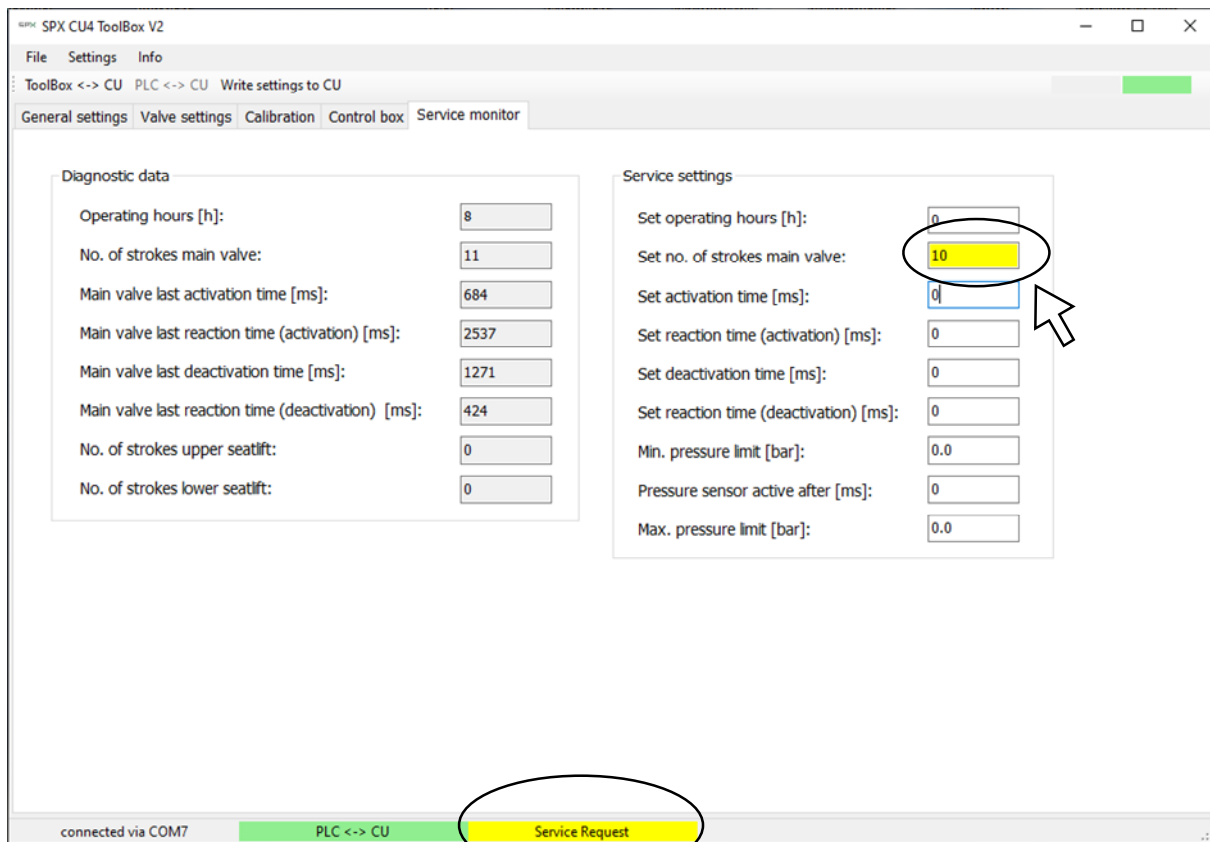 SPX SPX CU4 ToolBox V2
File Settings Info
ToolBox <-> CU PLC <-> CU Write settings to CU
General settings Valve settings Calibration Control box Service monitor
Diagnostic data
Operating hours [h]: 8
No. of strokes main valve: 11
Main valve last activation time [ms]: 684
Main valve last reaction time (activation) [ms]: 2537
Main valve last deactivation time [ms]: 1271
Main valve last reaction time (deactivation) [ms]: 424
No. of strokes upper seatlift: 0
No. of strokes lower seatlift: 0
Service settings
Set operating hours [h]: 0
Set no. of strokes main valve: 10
Set activation time [ms]: 0
Set reaction time (activation) [ms]: 0
Set deactivation time [ms]: 0
Set reaction time (deactivation) [ms]: 0
Min. pressure limit [bar]: 0.0
Pressure sensor active after [ms]: 0
Max. pressure limit [bar]: 0.0
connected via COM7 PLC <-> CU Service Request